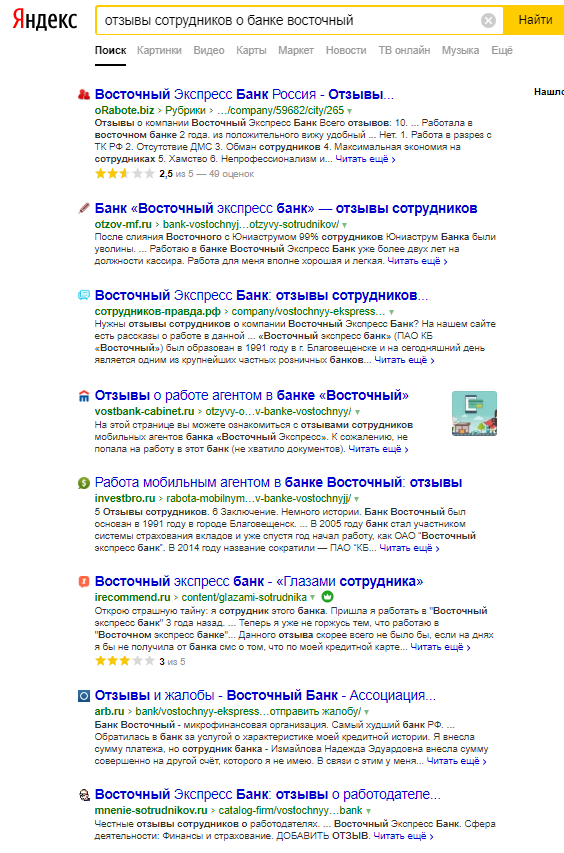 Яндекс отзывы сотрудников о банке восточный Найти
Поиск Картинки Видео Карты Маркет Новости ТВ онлайн Музыка Ещё
Нашло
Восточный Экспресс Банк Россия - Отзывы...
oRabote.biz › Рубрики › …/company/59682/city/265
Отзывы о компании Восточный Экспресс Банк Всего отзывов: 10. ... Работала в
восточном банке 2 года. из положительного вижу удобный ... Нет. 1. Работа в разрез с
ТК РФ 2. Отсутствие ДМС 3. Обман сотрудников 4. Максимальная экономия на
сотрудниках 5. Хамство 6. Непрофессионализм и... Читать ещё ›
2,5 из 5 — 49 оценок
Банк «Восточный экспресс банк» — отзывы сотрудников
otzov-mf.ru › bank-vostochnyj…otzyvy-sotrudnikov/
После слияния Восточного с Юниаструмом 99% сотрудников Юниаструм Банка были
уволины. ... Работаю в банке Восточный Экспресс Банк уже более двух лет на
должности кассира. Работа для меня вполне хорошая и легкая. Читать ещё ›
Восточный Экспресс Банк: отзывы сотрудников...
сотрудников-правда.рф › company/vostochny-ekspress…
Нужны отзывы сотрудников о компании Восточный Экспресс Банк? На нашем сайте
есть рассказы о работе в данной ... «Восточный экспресс банк» (ПАО КБ
«Восточный») был образован в 1991 году в г. Благовещенске и на сегодняшний день
является одним из крупнейших частных розничных банков... Читать ещё ›
Отзывы о работе агентом в банке «Восточный»
vostbank-cabinet.ru › otzyvy-o…v-banke-vostochnyy/
На этой странице вы можете ознакомиться с отзывами сотрудников
мобильных агентов банка «Восточный Экспресс». К сожалению, не
попала на работу в этот банк (не хватило документов). Читать ещё ›
Работа мобильным агентом в банке Восточный: отзывы
investbro.ru › rabota-mobilnym…v-banke-vostochnyjj/
5 Отзывы сотрудников. 6 Заключение. Немного истории. Банк Восточный был
основан в 1991 году в городе Благовещенск. ... В 2005 году банк стал участником
системы страхования вкладов и уже спустя год начал работу, как ОАО "Восточный
экспресс банк". В 2014 году название сократили — ПАО "КБ... Читать ещё ›
Восточный экспресс банк - «Глазами сотрудника»
irecommend.ru › content/glazami-sotrudnika
Открою страшную тайну: я сотрудник этого банка. Пришла я работать в "Восточный
экспресс банк" 3 года назад. ... Теперь я уже не горжусь тем, что работаю в
"Восточном экспресс банке"... Данного отзыва скорее всего не было бы, если на днях
я бы не получила от банка смс о том, что по моей кредитной карте... Читать ещё ›
3 из 5
Отзывы и жалобы - Восточный Банк - Ассоциация...
arb.ru › bank/vostochnyy-ekspress…отправить жалобу/
Банк Восточный - микрофинансовая организация. Самый худший банк РФ. ...
Обратилась в банк за услугой о характеристике моей кредитной истории. Я внесла
сумму платежа, но сотрудник банка - Измайлова Надежда Эдуардовна внесла сумму
совершенно на другой счёт, которого я не имею. В связи с этим у меня... Читать ещё ›
Восточный Экспресс Банк: отзывы о работодателе...
mnenie-sotrudnikov.ru › catalog-firm/vostochnyy…bank
Честные отзывы сотрудников о работодателях. ... Восточный Экспресс Банк. Сфера
деятельности: Финансы и страхование. ДОБАВИТЬ ОТЗЫВ. Читать ещё ›